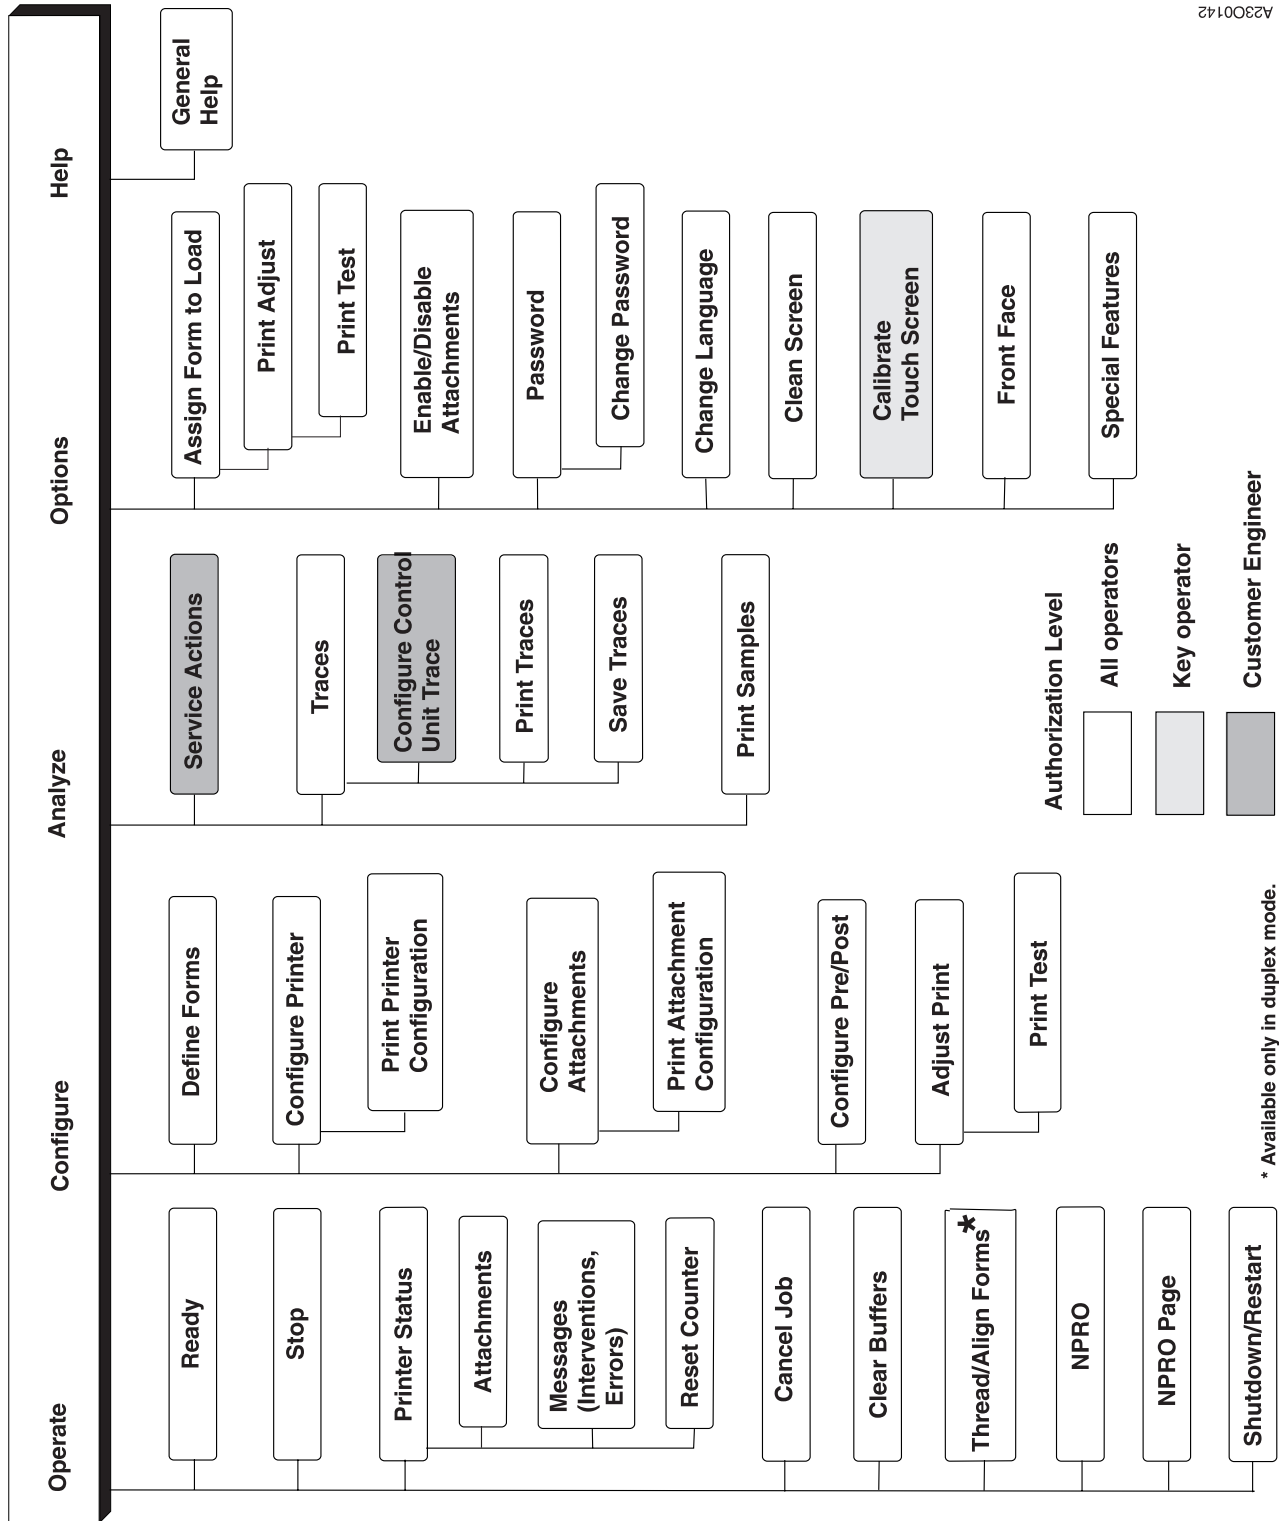 Operate
Configure
Analyze
Options
Help
Ready
Stop
Printer Status
Attachments
Messages
(Interventions,
Errors)
Reset Counter
Cancel Job
Clear Buffers
Thread/Align Forms*
NPRO
NPRO Page
Shutdown/Restart
Define Forms
Configure Printer
Print Printer
Configuration
Configure
Attachments
Print Attachment
Configuration
Configure Pre/Post
Adjust Print
Print Test
Service Actions
Traces
Configure Control
Unit Trace
Print Traces
Save Traces
Print Samples
Assign Form to Load
Print Adjust
Print Test
Enable/Disable
Attachments
Password
Change Password
Change Language
Clean Screen
Calibrate
Touch Screen
Front Face
Special Features
General
Help
Authorization Level
All operators
Key operator
Customer Engineer
* Available only in duplex mode.
A23O0142